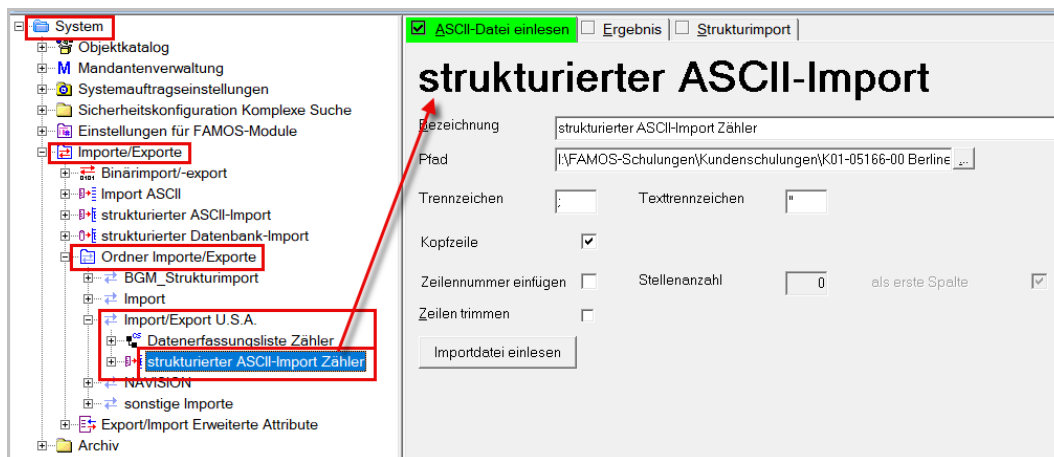 System
Objektkatalog
Mandantenverwaltung
Systemauftragseinstellungen
Sicherheitskonfiguration Komplexe Suche
Einstellungen für FAMOS-Module
Importe/Exporte
Binärimport/-export
Import ASCII
strukturierter ASCII-Import
strukturierter Datenbank-Import
Ordner Importe/Exporte
BGM_Strukturimport
Import
Import/Export U.S.A.
Datenerfassungsliste Zähler
strukturierter ASCII-Import Zähler
NAVISION
sonstige Importe
Export/Import Erweiterte Attribute
Archiv
ASCII-Datei einlesen Ergebnis Strukturimport
strukturierter ASCII-Import
Bezeichnung strukturierter ASCII-Import Zähler
Pfad I:\FAMOS-Schulungen\Kundenschulungen\K01-05166-00 Berline ...
Trennzeichen ; Texttrennzeichen "
Kopfzeile
Zeilennummer einfügen Stellenanzahl 0 als erste Spalte
Zeilen trimmen
Importdatei einlesen